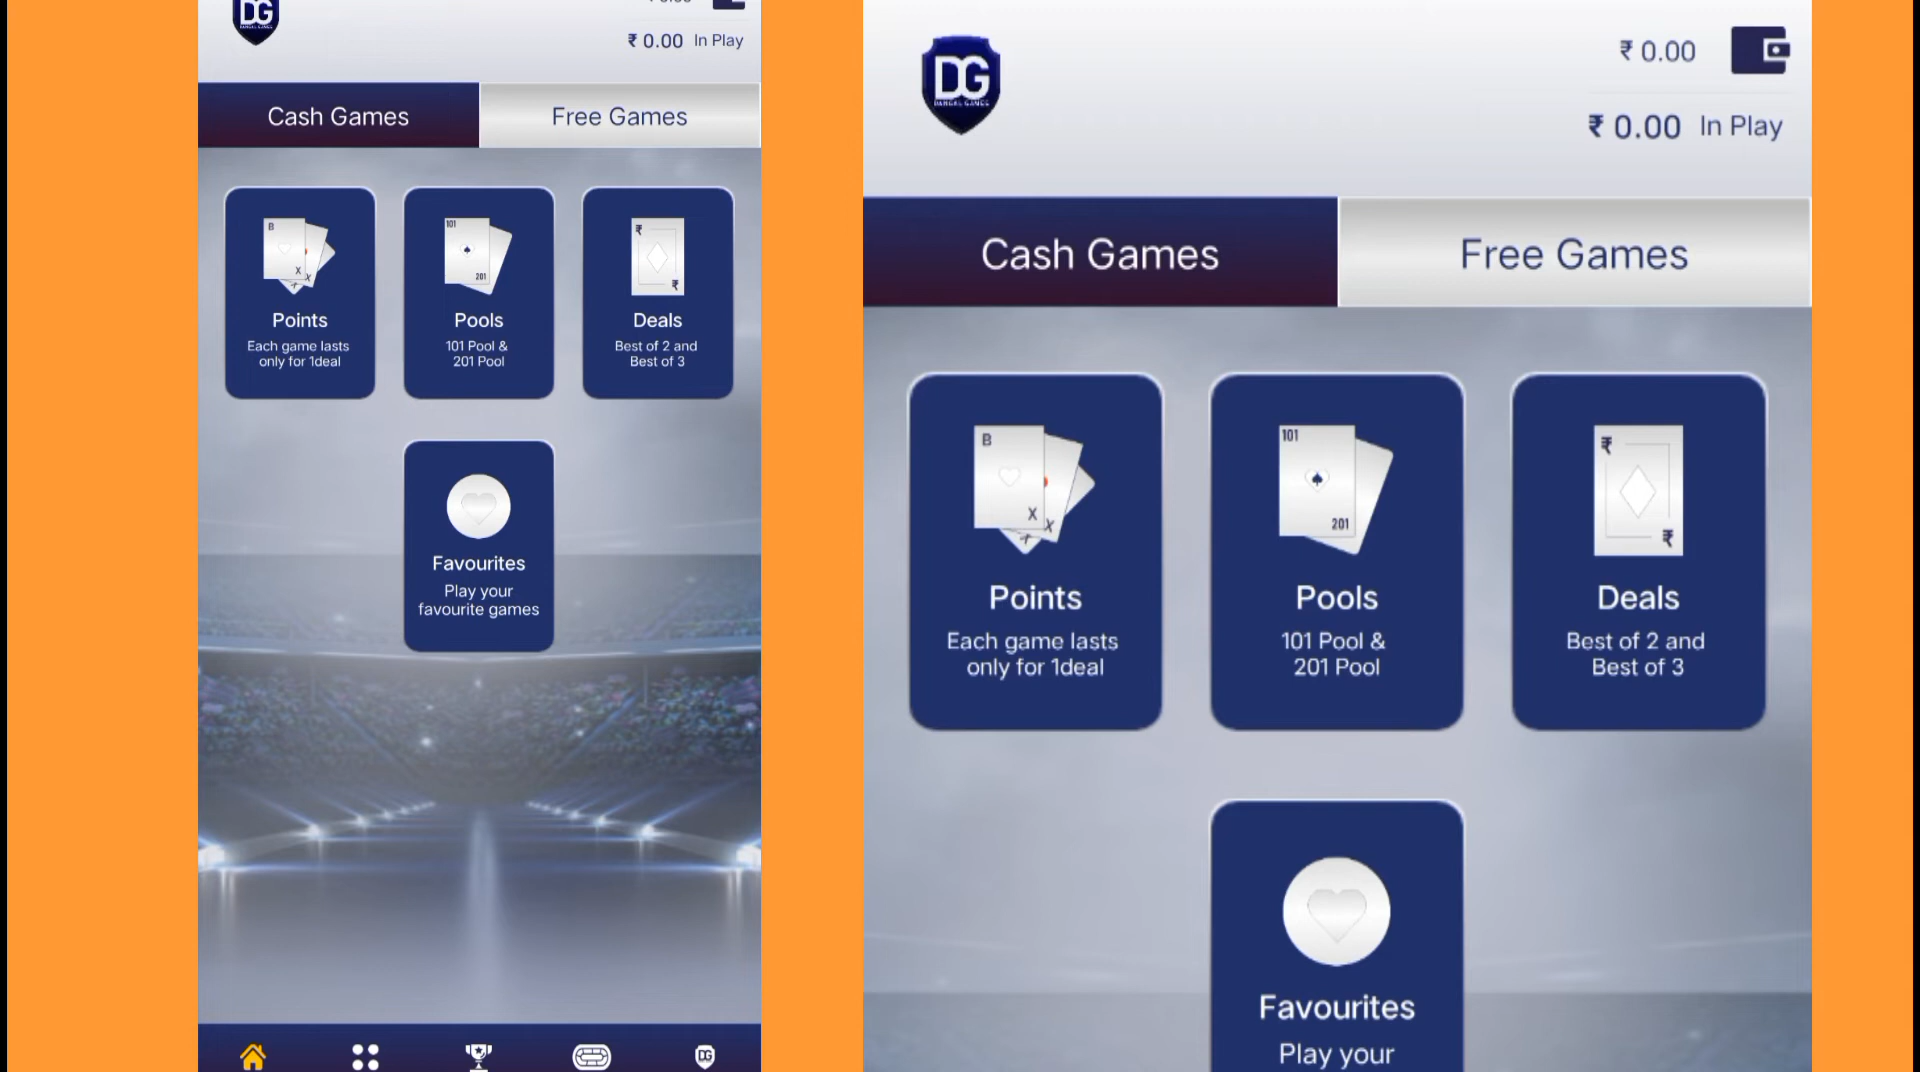 DG
₹ 0.00 In Play
Cash Games
Free Games
B
X
X
X
Points
Each game lasts
only for 1deal
101
201
Pools
101 Pool &
201 Pool
₹
₹
Deals
Best of 2 and
Best of 3
Favourites
Play your
favourite games
DG
DG
DANGAL GAMES
₹ 0.00
₹ 0.00 In Play
Cash Games
Free Games
B
X
X
X
Points
Each game lasts
only for 1deal
101
201
Pools
101 Pool &
201 Pool
₹
₹
Deals
Best of 2 and
Best of 3
Favourites
Play your